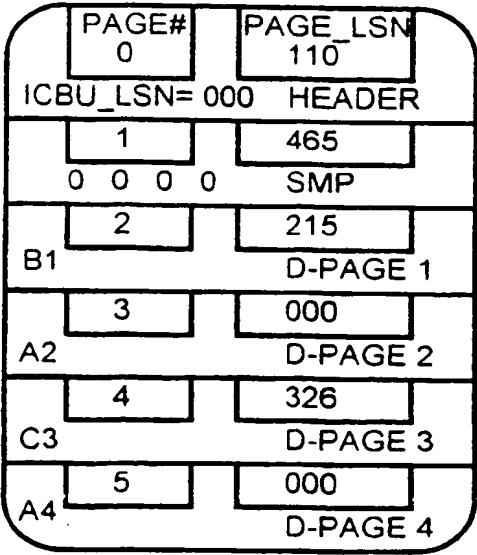 PAGE# PAGE_LSN
0 110
ICBU_LSN= 000 HEADER
1 465
0 0 0 0 SMP
2 215
B1 D-PAGE 1
3 000
A2 D-PAGE 2
4 326
C3 D-PAGE 3
5 000
A4 D-PAGE 4